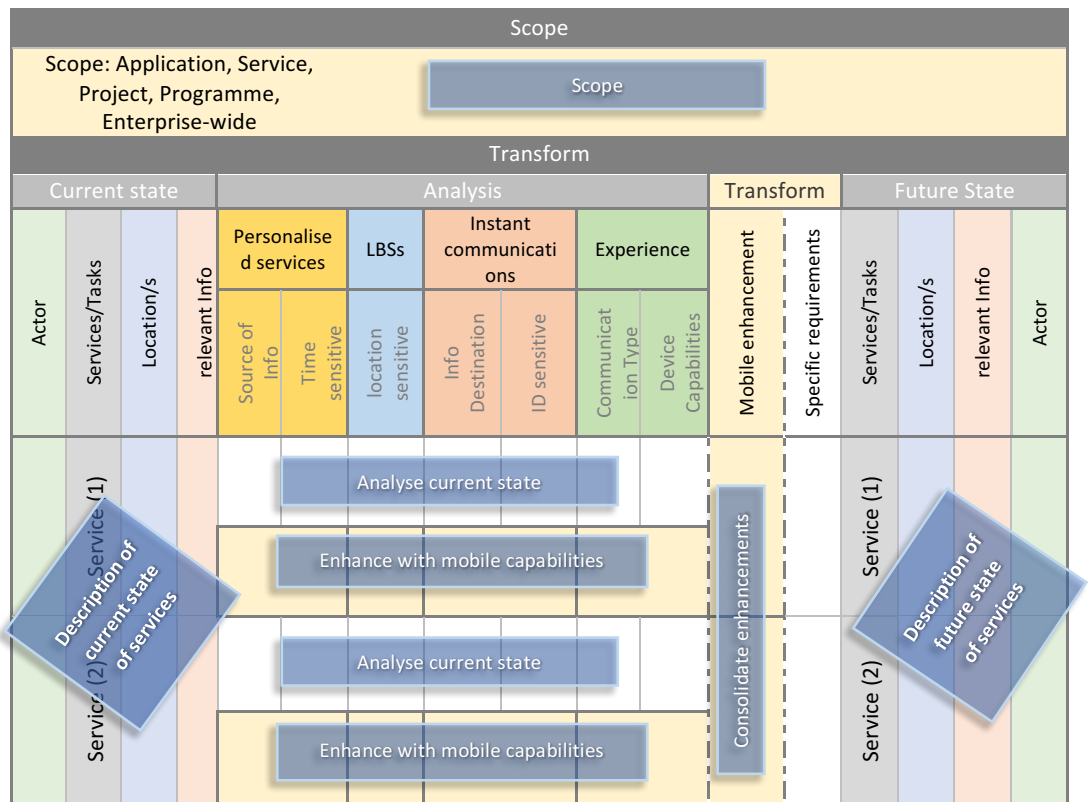 Scope
Scope: Application, Service,
Project, Programme,
Enterprise-wide
Scope
Transform
Current state
Analysis
Transform
Future State
Actor
Services/Tasks
Location/s
relevant Info
Personalise
d services
LBSs
Instant
communicati
ons
Experience
Source of
Info
Time
sensitive
location
sensitive
Info
Destination
ID sensitive
Communicat
ion Type
Device
Capabilities
Mobile enhancement
Specific requirements
Services/Tasks
Location/s
relevant Info
Actor
Service (1)
Analyse current state
Enhance with mobile capabilities
Service (2)
Analyse current state
Enhance with mobile capabilities
Description of
current state
of services
Consolidate enhancements
Service (1)
Service (2)
Description of
future state
of services